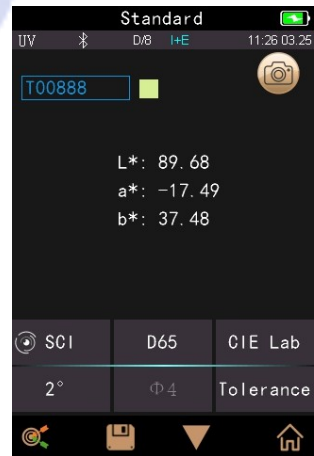 Standard
UV D/8 I+E 11:26 03.25
T00888
L*: 89.68
a*: -17.49
b*: 37.48
SCI D65 CIE Lab
2° Φ4 Tolerance